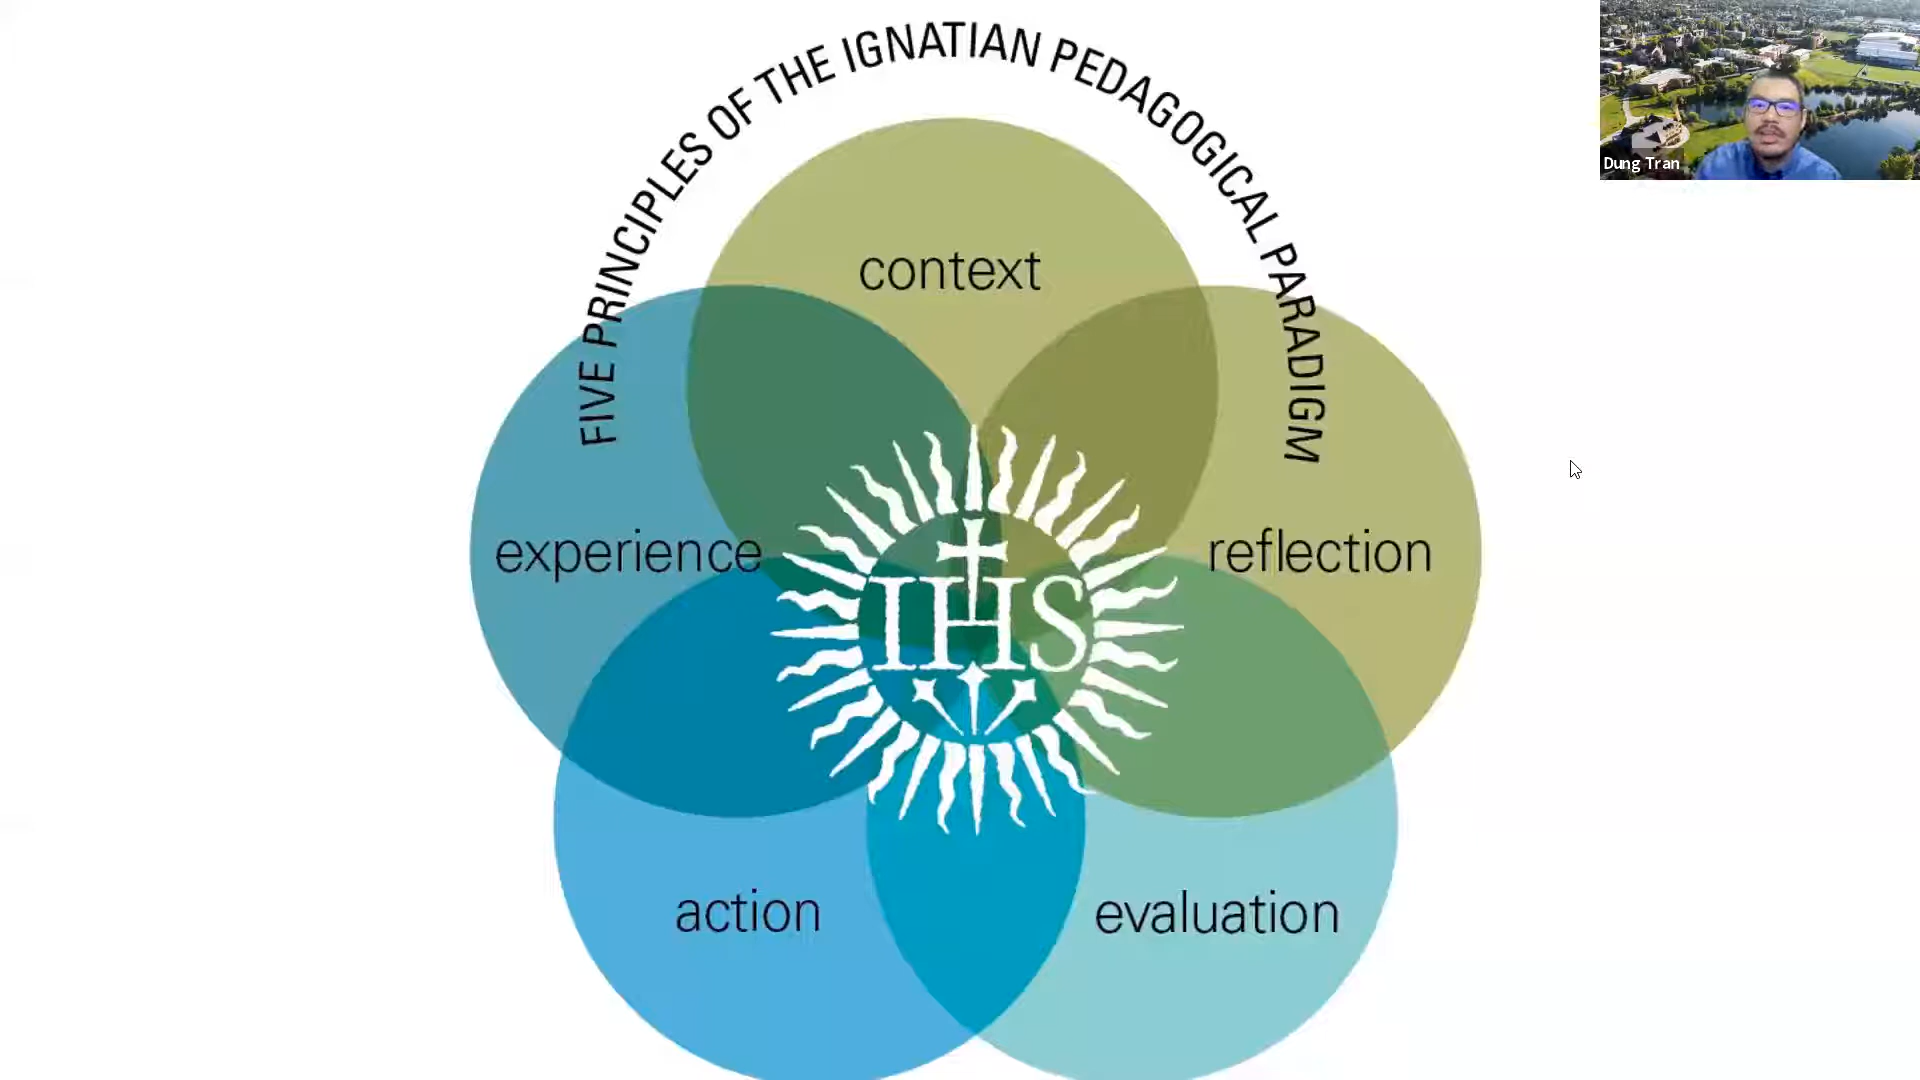 FIVE PRINCIPLES OF THE IGNATIAN PEDAGOGICAL PARADIGM
Dung Tran
context
experience
reflection
IHS
action
evaluation